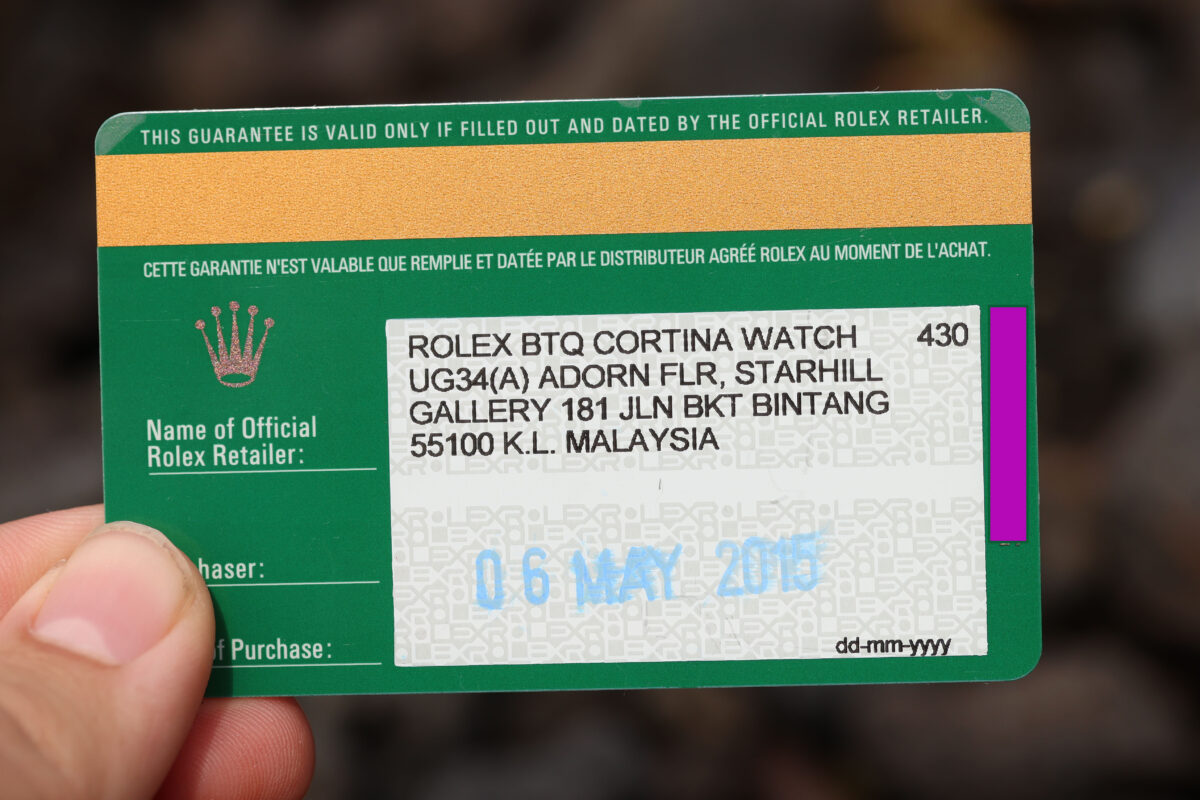 THIS GUARANTEE IS VALID ONLY IF FILLED OUT AND DATED BY THE OFFICIAL ROLEX RETAILER.
CETTE GARANTIE N'EST VALABLE QUE REMPLIE ET DATÉE PAR LE DISTRIBUTEUR AGRÉÉ ROLEX AU MOMENT DE L'ACHAT.
ROLEX BTQ CORTINA WATCH 430
UG34(A) ADORN FLR, STARHILL
GALLERY 181 JLN BKT BINTANG
55100 K.L. MALAYSIA
Name of Official
Rolex Retailer:
haser:
06 MAY 2015
f Purchase:
dd-mm-yyyy